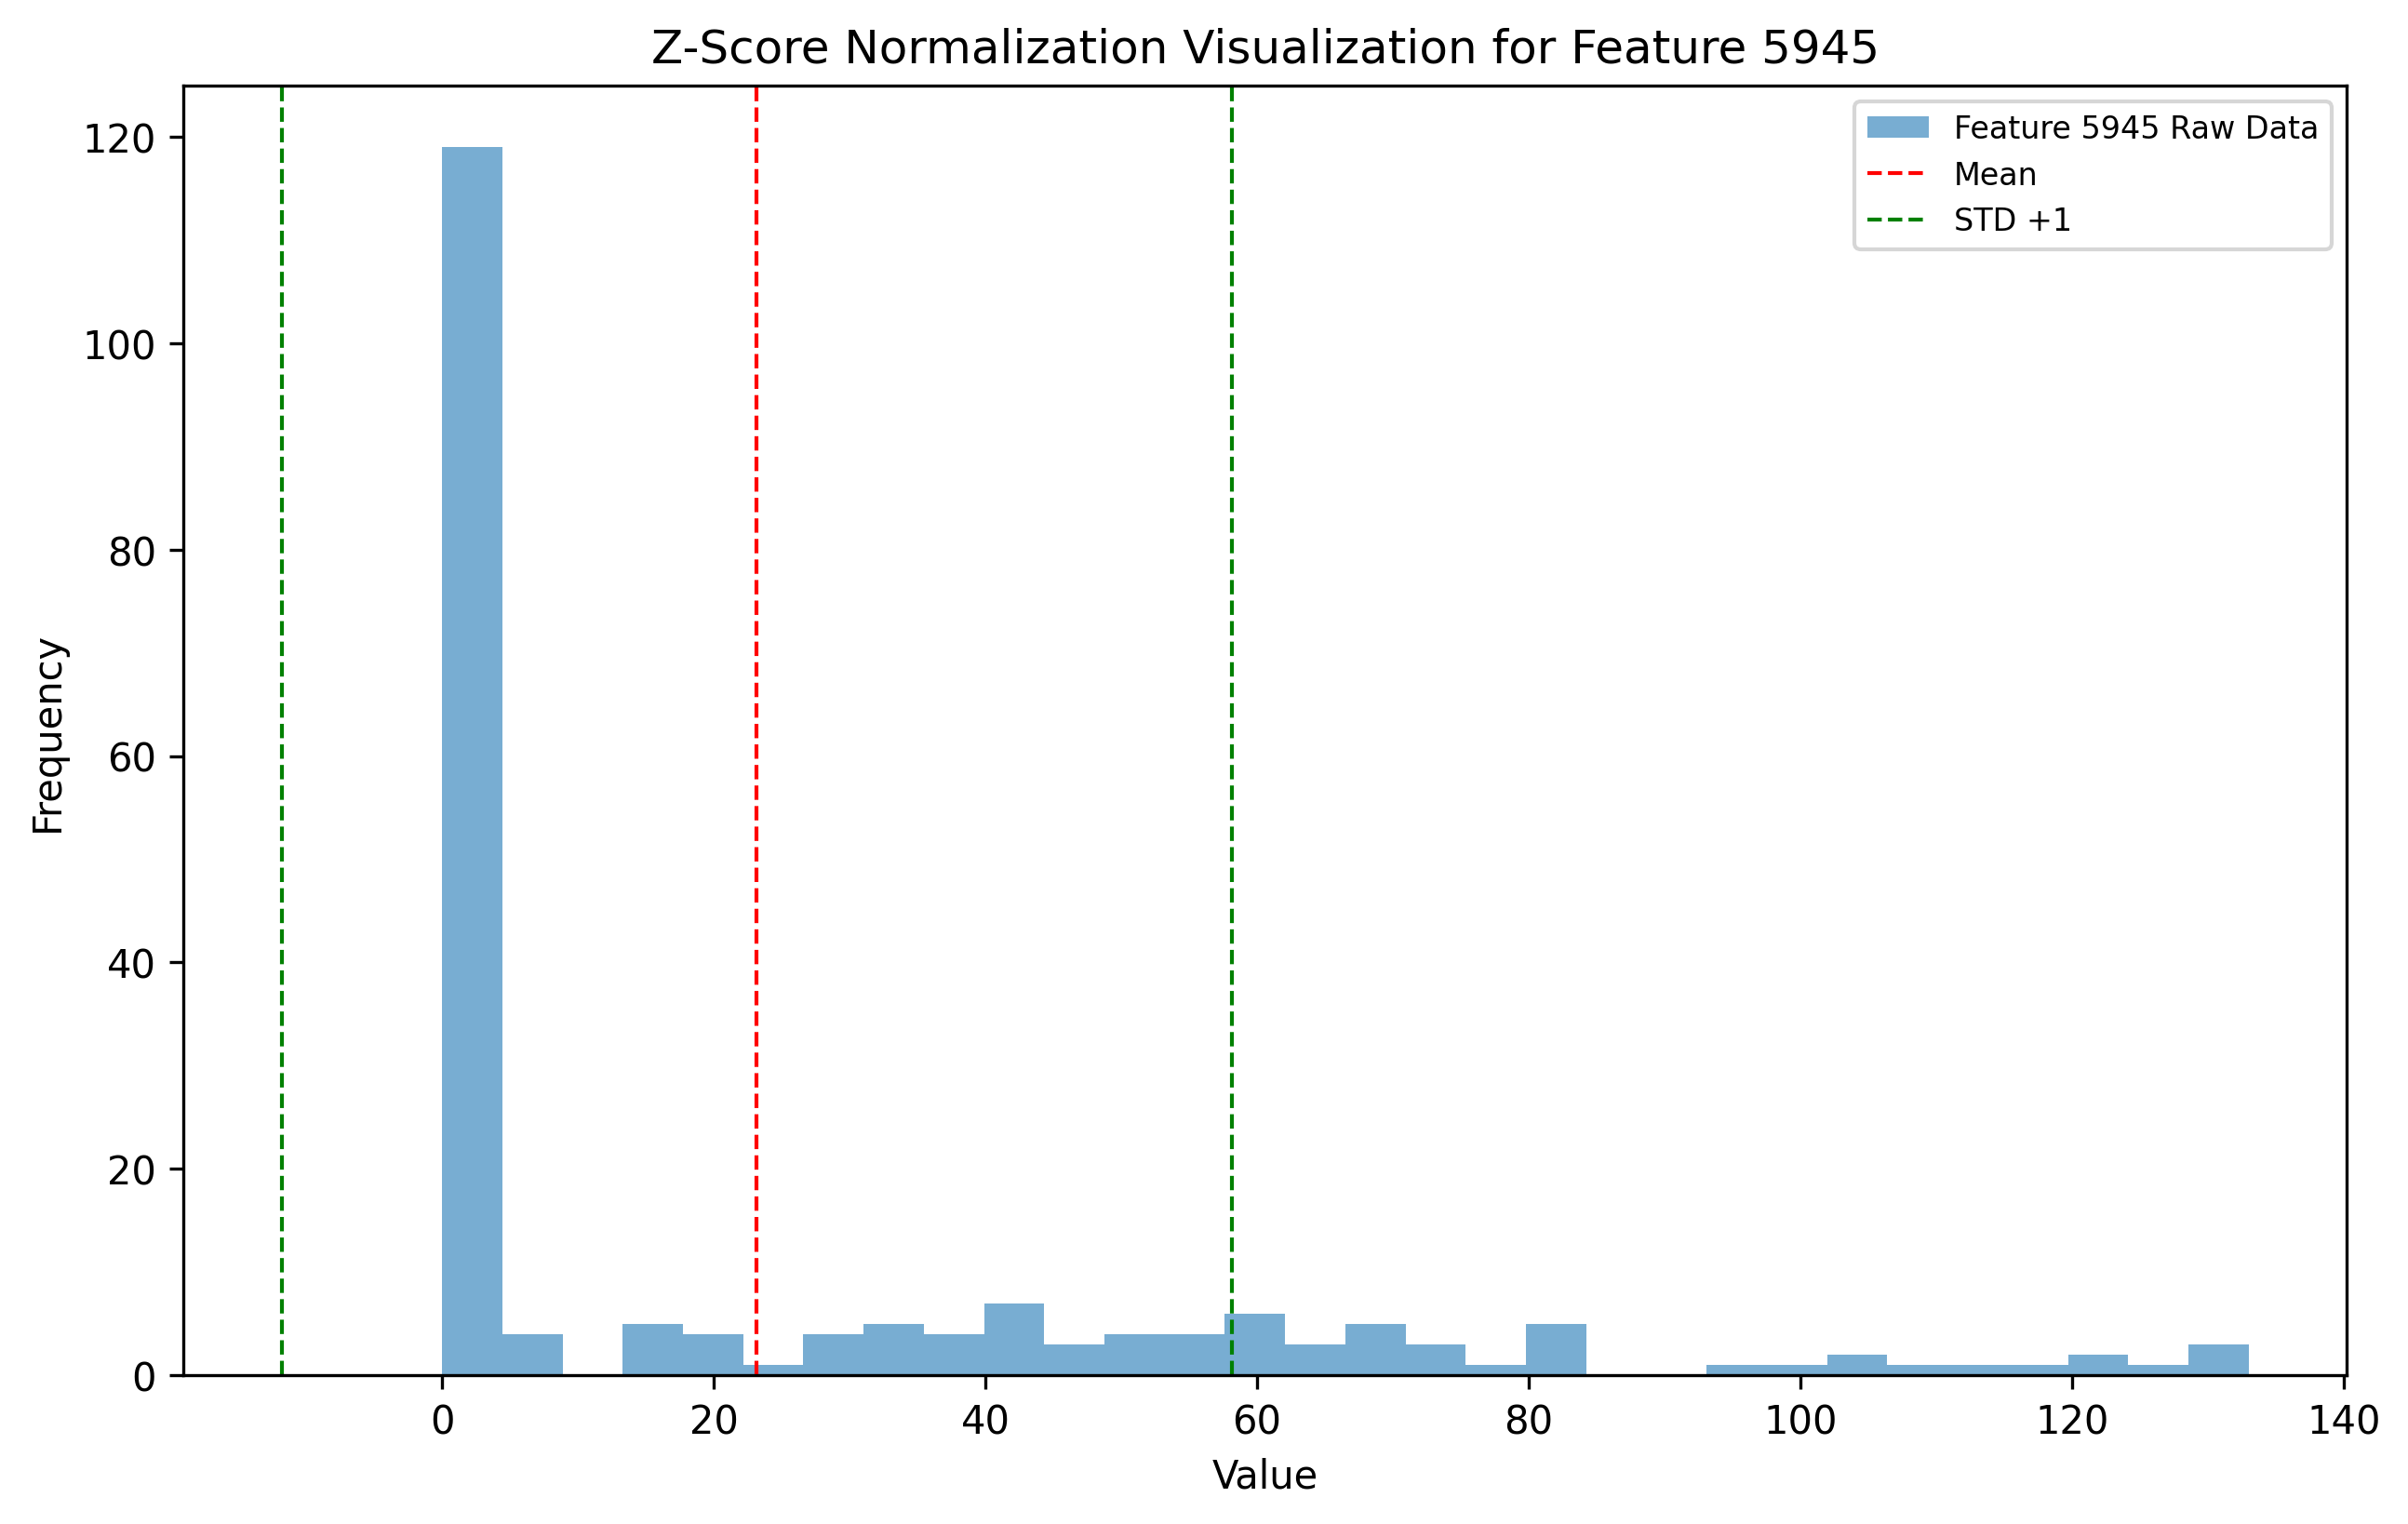 Z-Score Normalization Visualization for Feature 5945
Feature 5945 Raw Data
Mean
STD +1
120
100
80
60
40
20
0
Frequency
0 20 40 60 80 100 120 140
Value